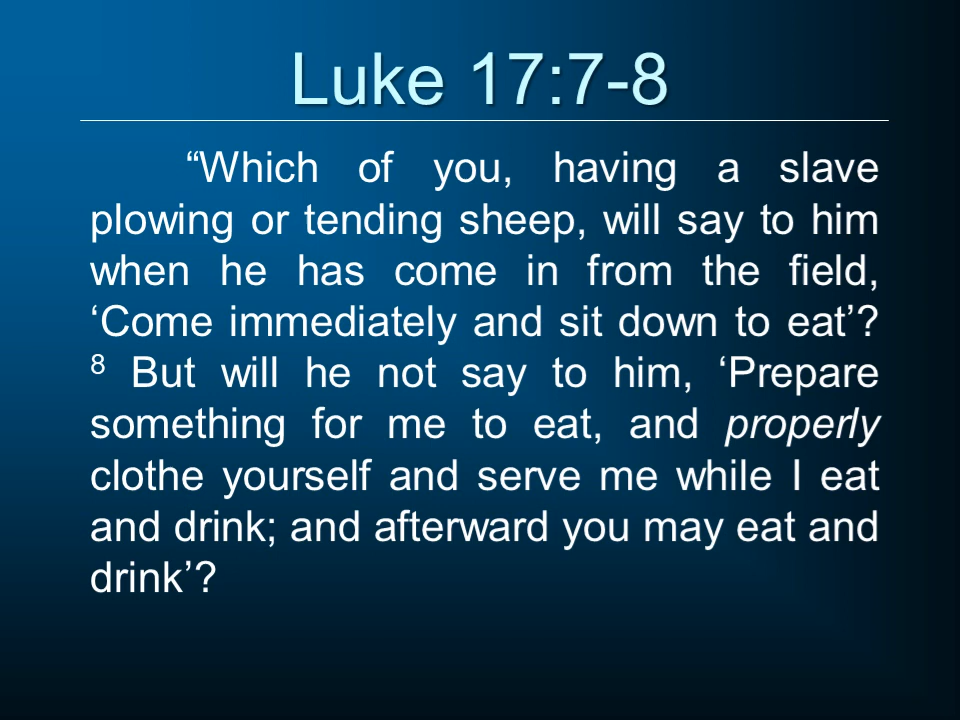 Luke 17:7-8
“Which of you, having a slave
plowing or tending sheep, will say to him
when he has come in from the field,
‘Come immediately and sit down to eat’?
8 But will he not say to him, ‘Prepare
something for me to eat, and properly
clothe yourself and serve me while I eat
and drink; and afterward you may eat and
drink’?